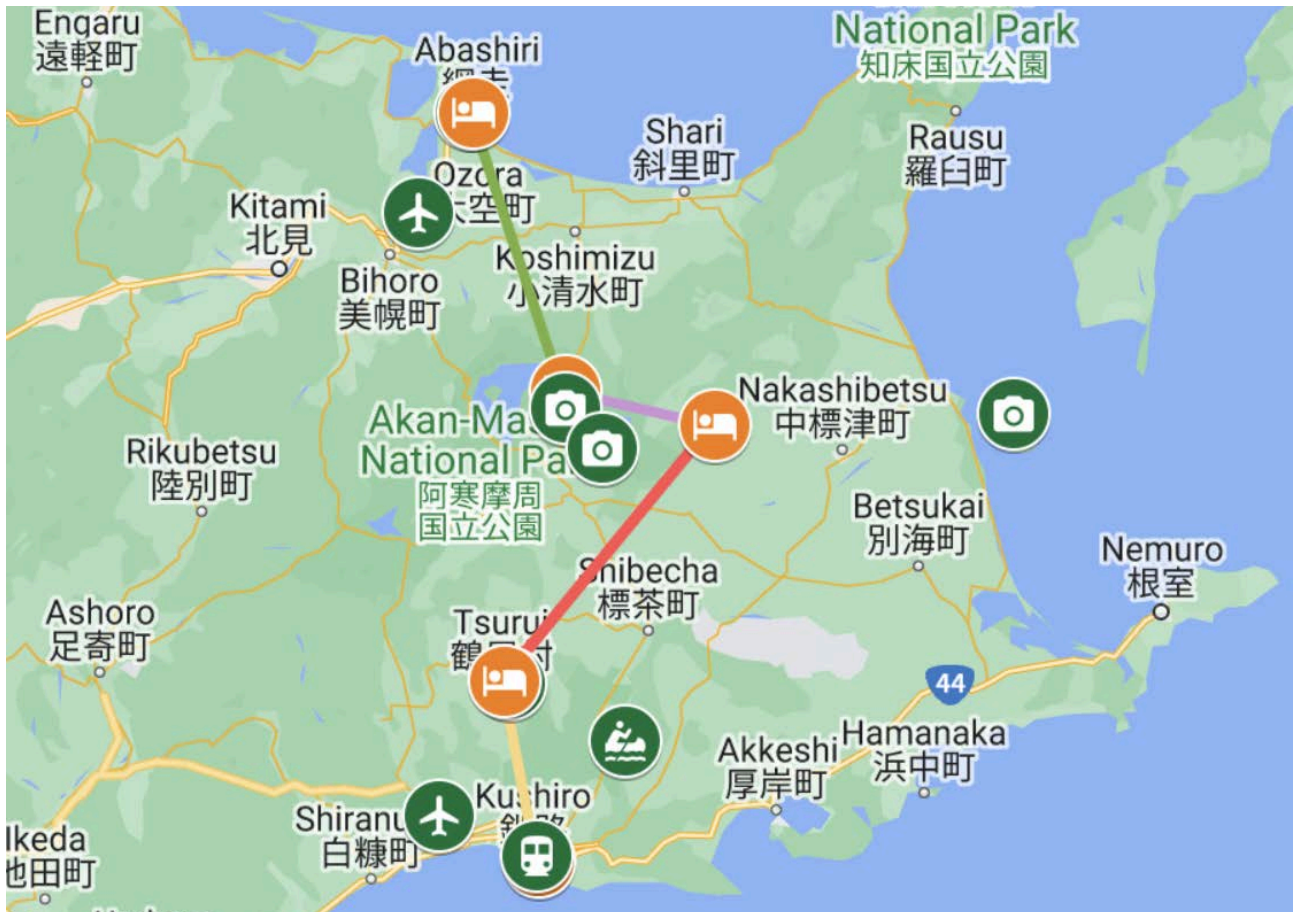 Engaru
遠軽町
Abashiri
National Park
知床国立公園
Shari
斜里町
Rausu
羅臼町
Ozora
大空町
Kitami
北見
Koshimizu
小清水町
Bihoro
美幌町
Nakashibetsu
中標津町
Akan-Mas
National Pa
阿寒摩周
国立公園
Rikubetsu
陸別町
Betsukai
別海町
Nemuro
根室
Shibecha
標茶町
Ashoro
足寄町
Tsurui
44
Akkeshi
厚岸町
Hamanaka
浜中町
Kushiro
Shiranu
白糠町
Ikeda
池田町